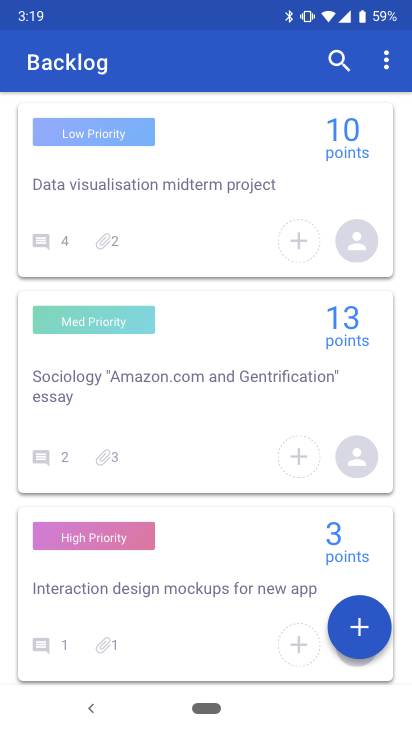 3:19
59%
Backlog
Low Priority
10
points
Data visualisation midterm project
4
2
Med Priority
13
points
Sociology "Amazon.com and Gentrification"
essay
2
3
High Priority
3
points
Interaction design mockups for new app
1
1